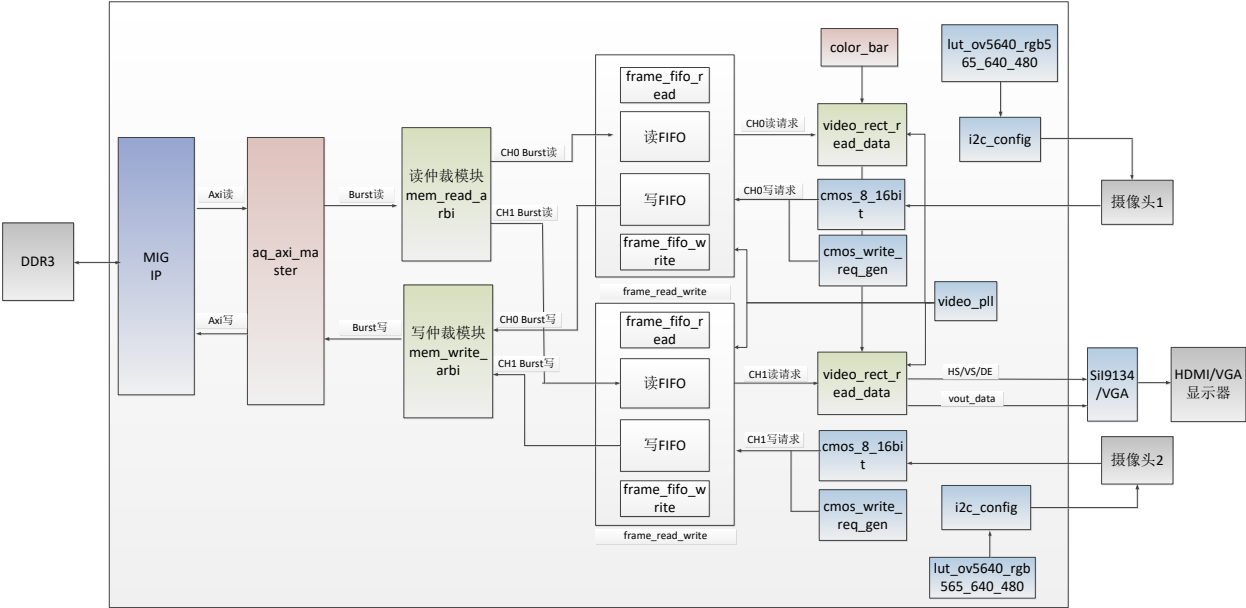 DDR3
MIG
IP
Axi读
Axi写
aq_axi_ma
ster
Burst读
Burst写
读仲裁模块
mem_read_a
rbi
写仲裁模块
mem_write_
arbi
CH0 Burst读
CH1 Burst读
CH0 Burst写
CH1 Burst写
frame_fifo_r
ead
读FIFO
写FIFO
frame_fifo_w
rite
frame_read_write
frame_fifo_r
ead
读FIFO
写FIFO
frame_fifo_w
rite
frame_read_write
CH0读请求
CH0写请求
CH1读请求
CH1写请求
color_bar
video_rect_r
ead_data
cmos_8_16bi
t
cmos_write_
req_gen
video_pll
video_rect_r
ead_data
cmos_8_16bi
t
cmos_write_
req_gen
lut_ov5640_rgb5
65_640_480
i2c_config
摄像头1
HS/VS/DE
vout_data
SiI9134
/VGA
HDMI/VGA
显示器
摄像头2
i2c_config
lut_ov5640_rgb
565_640_480